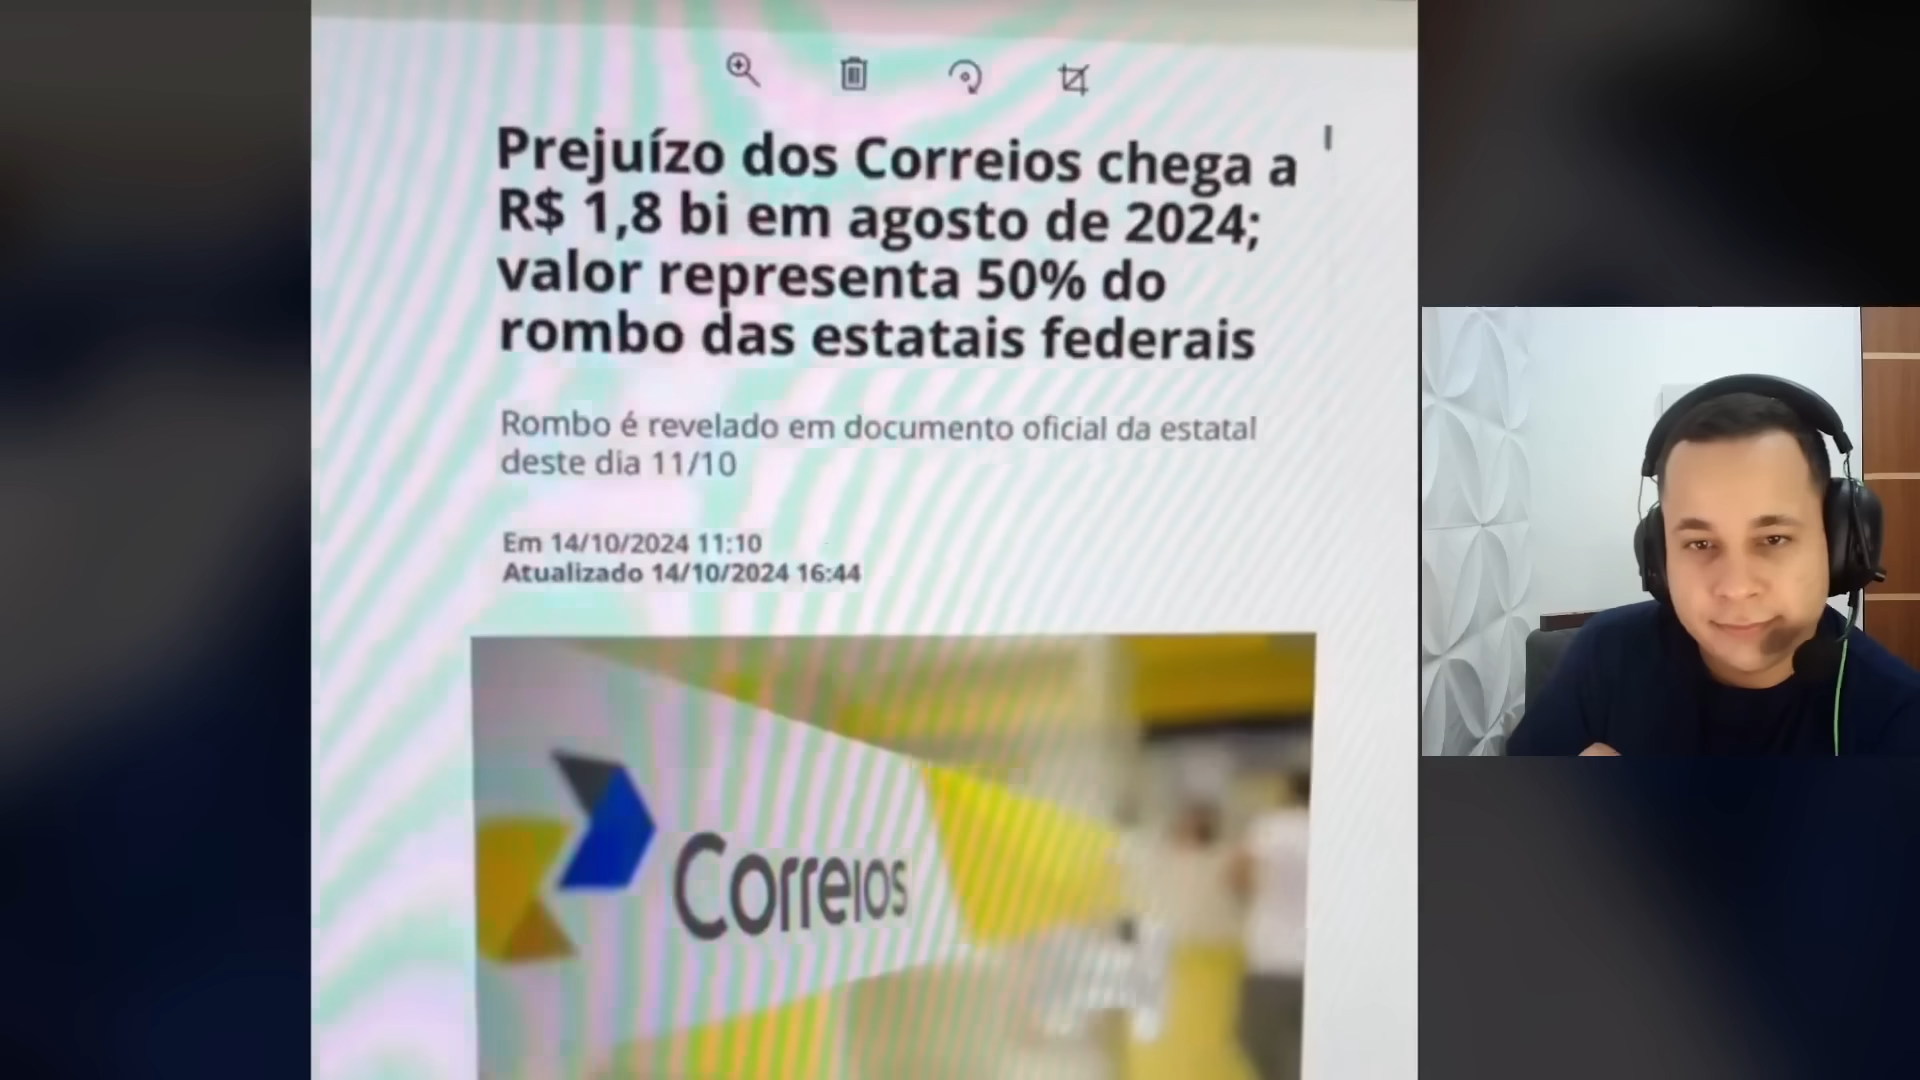 Prejuízo dos Correios chega a
R$ 1,8 bi em agosto de 2024;
valor representa 50% do
rombo das estatais federais
Rombo é revelado em documento oficial da estatal
deste dia 11/10
Em 14/10/2024 11:10
Atualizado 14/10/2024 16:44
Correios